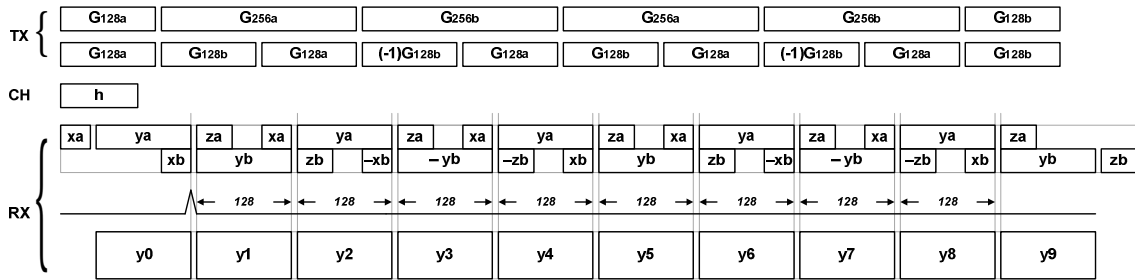 G128a G256a G256b G256a G256b G128b
TX
G128a G128b G128a (-1)G128b G128a G128b G128a (-1)G128b G128a G128b
CH h
xa ya za xa ya za xa ya za xa ya za xa ya za
xb yb zb –xb – yb –zb xb yb zb –xb – yb –zb xb yb zb
RX
128 128 128 128 128 128 128 128
y0 y1 y2 y3 y4 y5 y6 y7 y8 y9